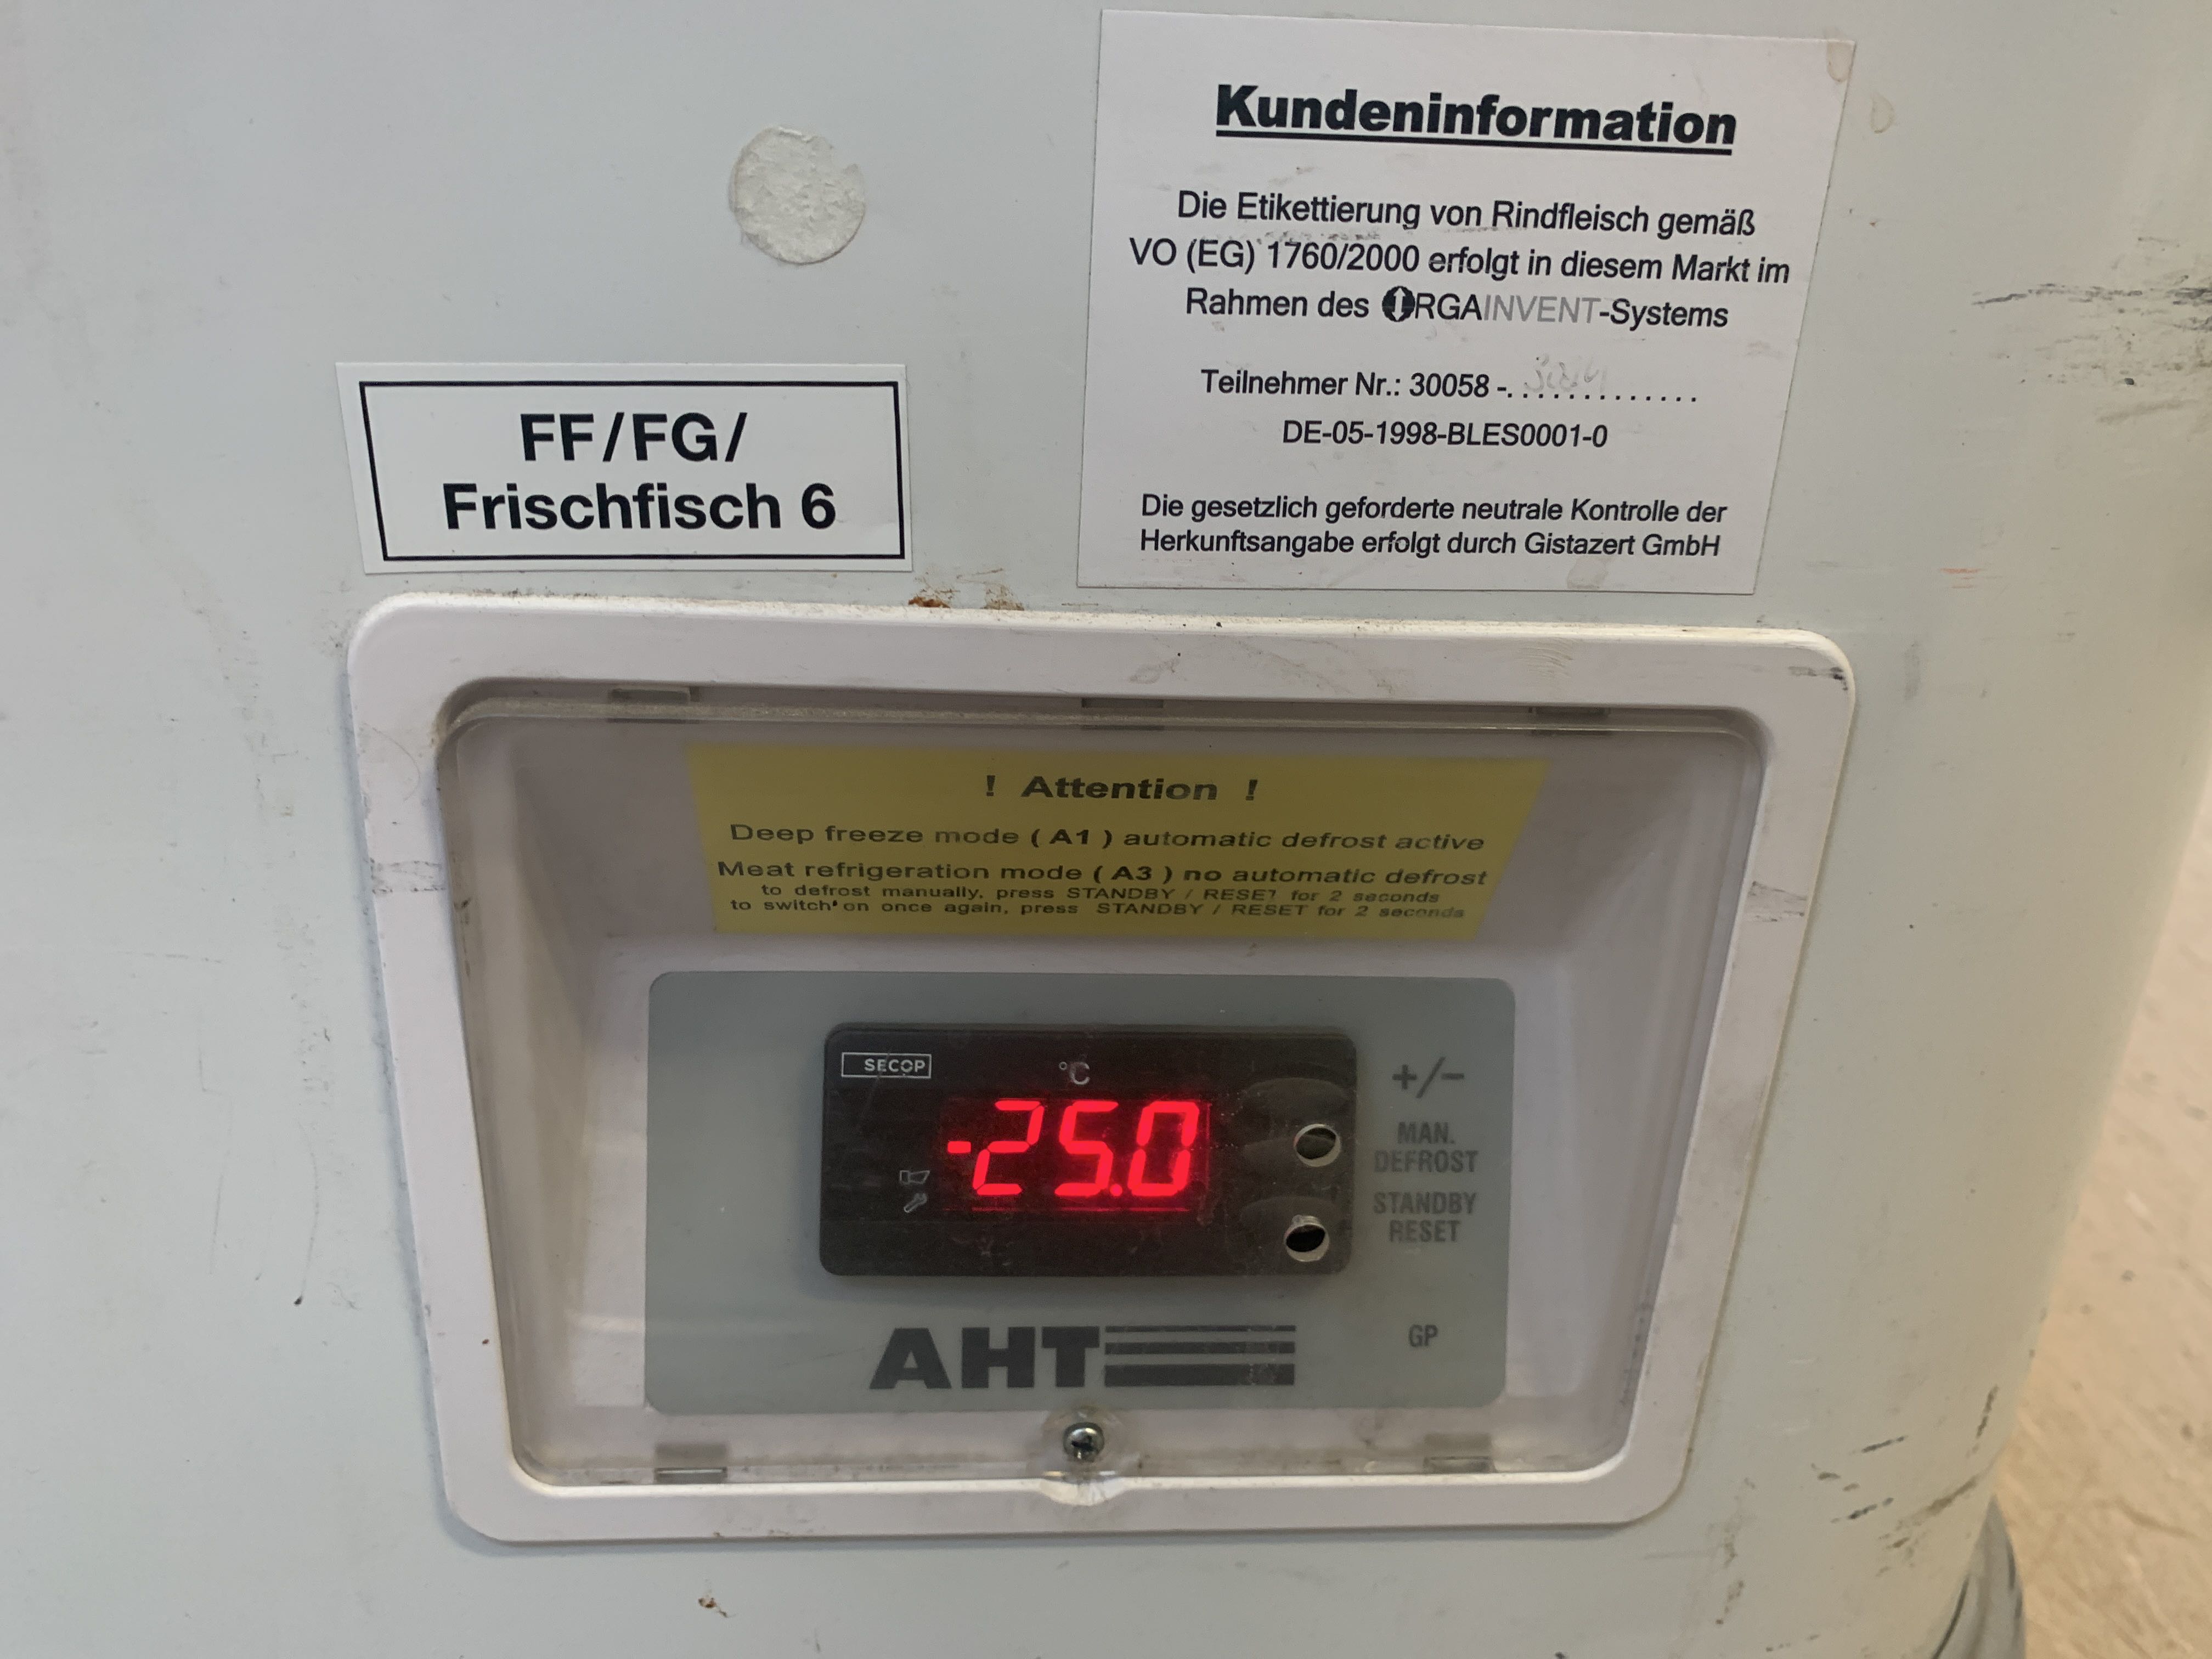 Kundeninformation
Die Etikettierung von Rindfleisch gemäß
VO (EG) 1760/2000 erfolgt in diesem Markt im
Rahmen des ORGAINVENT-Systems
Teilnehmer Nr.: 30058 -. . . . . . . . . . . . . .
DE-05-1998-BLES0001-0
Die gesetzlich geforderte neutrale Kontrolle der
Herkunftsangabe erfolgt durch Gistazert GmbH
FF/FG/
Frischfisch 6
! Attention !
Deep freeze mode ( A1 ) automatic defrost active
Meat refrigeration mode ( A3 ) no automatic defrost
to defrost manually, press STANDBY / RESET for 2 seconds
to switch on once again, press STANDBY / RESET for 2 seconds
SECOP
°C
-25.0
+/-
MAN.
DEFROST
STANDBY
RESET
AHT
GP